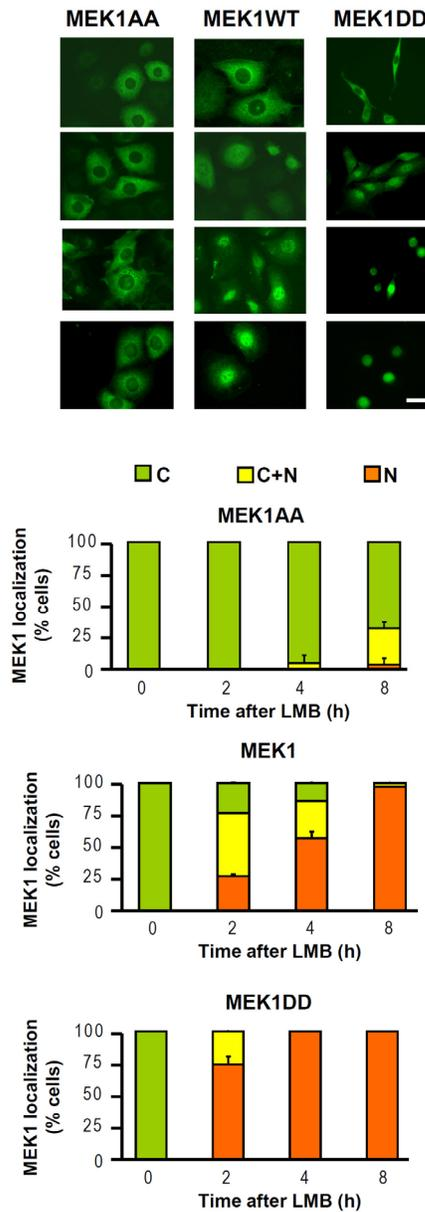 MEK1AA MEK1WT MEK1DD
C C+N N
MEK1AA
MEK1 localization
(% cells)
100
75
50
25
0
0 2 4 8
Time after LMB (h)
MEK1
MEK1 localization
(% cells)
100
75
50
25
0
0 2 4 8
Time after LMB (h)
MEK1DD
MEK1 localization
(% cells)
100
75
50
25
0
0 2 4 8
Time after LMB (h)